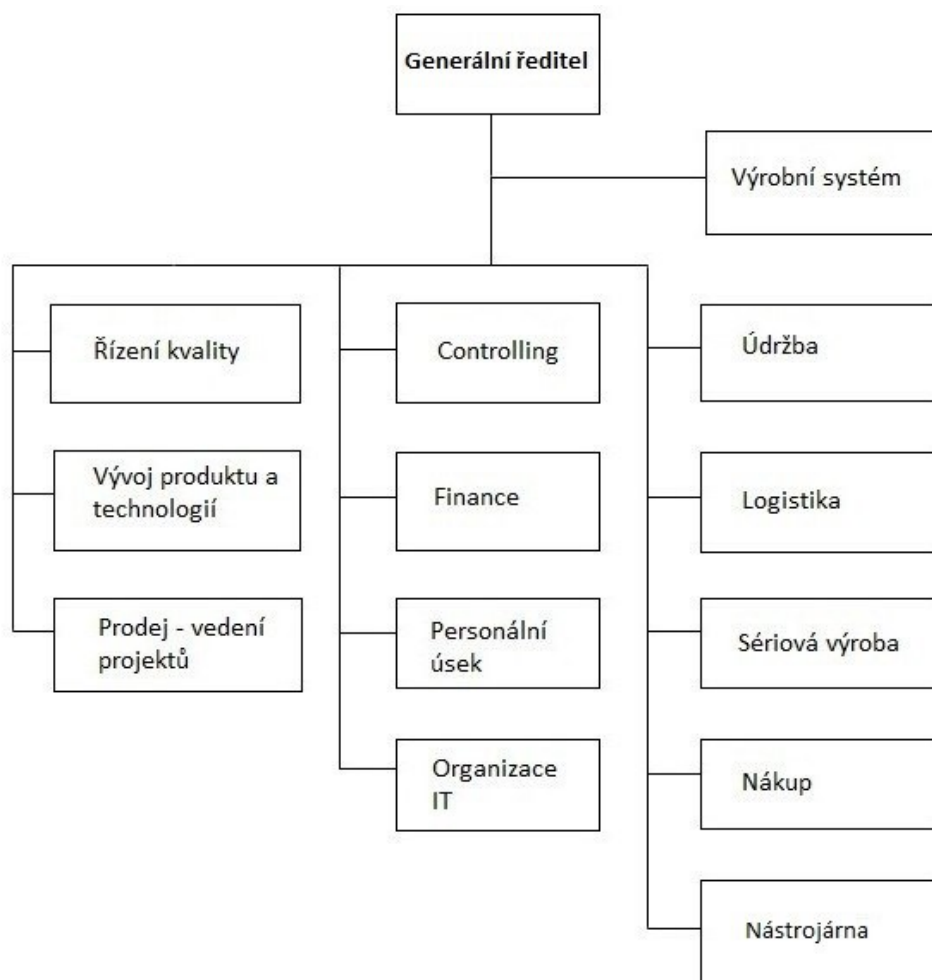 Generální ředitel
Výrobní systém
Řízení kvality
Controlling
Údržba
Vývoj produktu a
technologií
Finance
Logistika
Prodej - vedení
projektů
Personální
úsek
Sériová výroba
Organizace
IT
Nákup
Nástrojárna